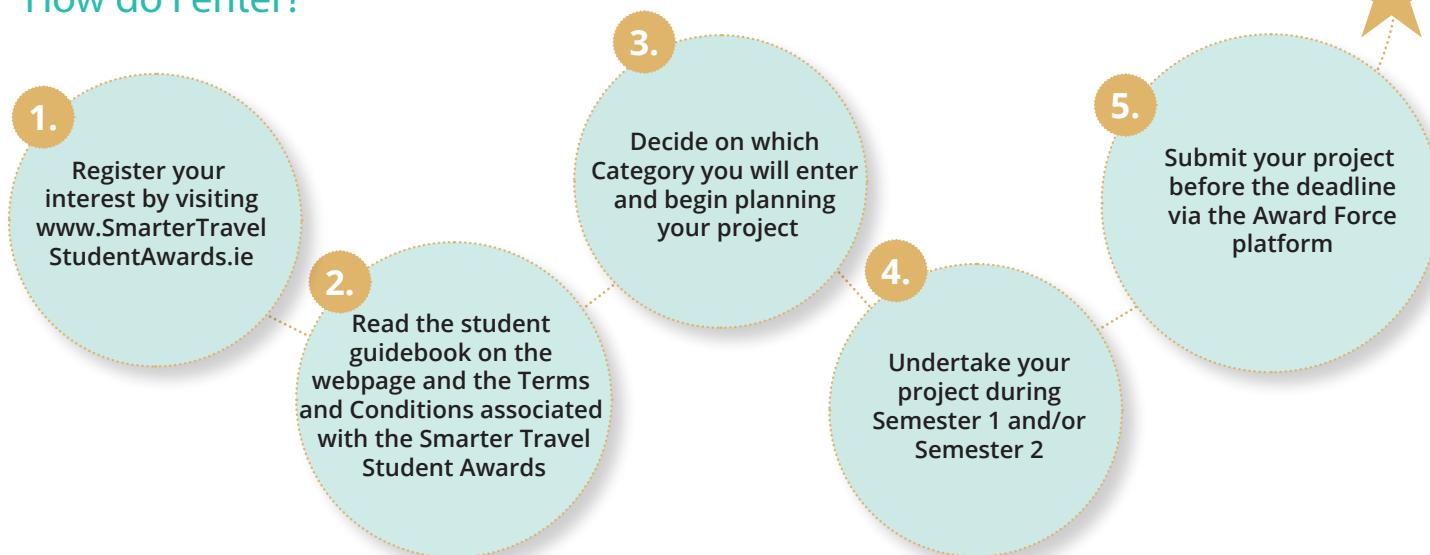 How do I enter?
1.
Register your
interest by visiting
www.SmarterTravel
StudentAwards.ie
2.
Read the student
guidebook on the
webpage and the Terms
and Conditions associated
with the Smarter Travel
Student Awards
3.
Decide on which
Category you will enter
and begin planning
your project
4.
Undertake your
project during
Semester 1 and/or
Semester 2
5.
Submit your project
before the deadline
via the Award Force
platform